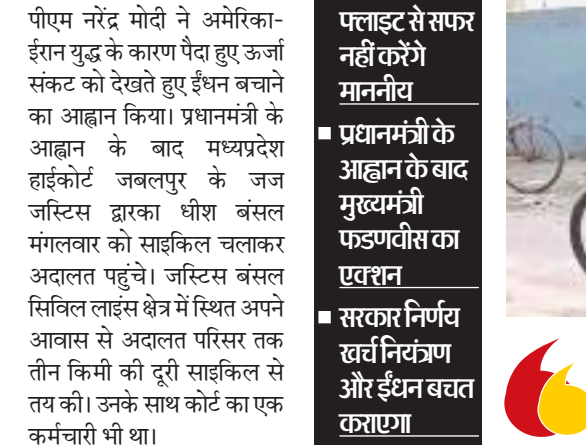 पीएम नरेंद्र मोदी ने अमेरिका-
ईरान युद्ध के कारण पैदा हुए ऊर्जा
संकट को देखते हुए ईंधन बचाने
का आह्वान किया। प्रधानमंत्री के
आह्वान के बाद मध्यप्रदेश
हाईकोर्ट जबलपुर के जज
जस्टिस द्वारका धीश बंसल
मंगलवार को साइकिल चलाकर
अदालत पहुंचे। जस्टिस बंसल
सिविल लाइंस क्षेत्र में स्थित अपने
आवास से अदालत परिसर तक
तीन किमी की दूरी साइकिल से
तय की। उनके साथ कोर्ट का एक
कर्मचारी भी था।
फ्लाइट से सफर
नहीं करेंगे
माननीय
■ प्रधानमंत्री के
आह्वान के बाद
मुख्यमंत्री
फडणवीस का
एक्शन
■ सरकार निर्णय
खर्च नियंत्रण
और ईंधन बचत
कराएगा